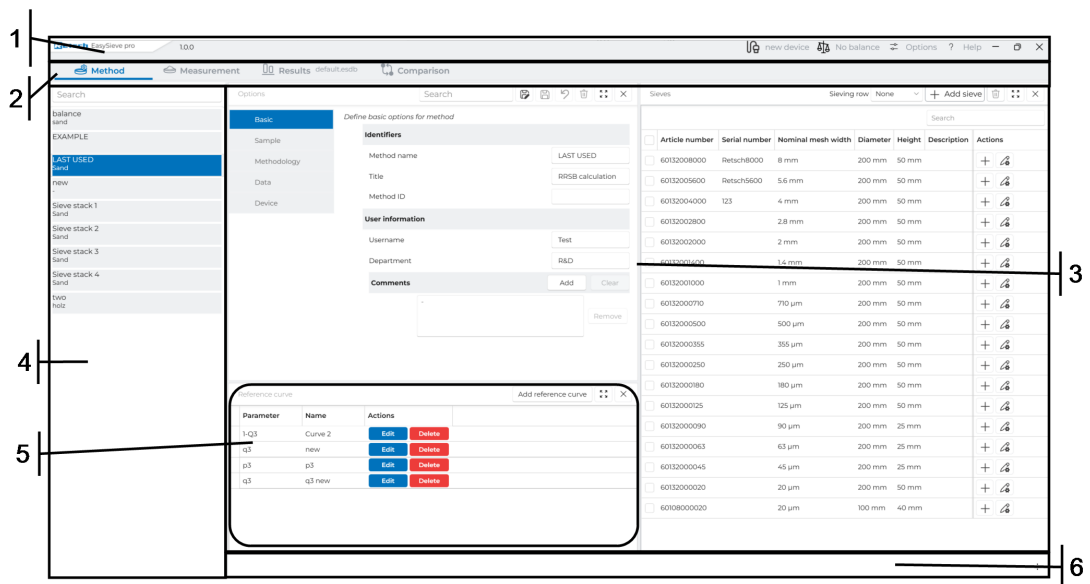 1
Retsch EasySieve pro 1.0.0 new device No balance Options ? Help
2
Method Measurement Results default.esdb Comparison
Search
balance
sand
EXAMPLE
LAST USED
Sand
new
-
Sieve stack 1
Sand
Sieve stack 2
Sand
Sieve stack 3
Sand
Sieve stack 4
Sand
two
holz
4
Options Search
Basic
Sample
Methodology
Data
Device
Define basic options for method
Identifiers
Method name LAST USED
Title RRSB calculation
Method ID
User information
Username Test
Department R&D
Comments Add Clear
-
Remove
Reference curve Add reference curve
Parameter Name Actions
1-Q3 Curve 2 Edit Delete
q3 new Edit Delete
p3 p3 Edit Delete
q3 q3 new Edit Delete
5
Sieves Sieving row None + Add sieve
Search
Article number Serial number Nominal mesh width Diameter Height Description Actions
60132008000 Retsch8000 8 mm 200 mm 50 mm
60132005600 Retsch5600 5.6 mm 200 mm 50 mm
60132004000 123 4 mm 200 mm 50 mm
60132002800 2.8 mm 200 mm 50 mm
60132002000 2 mm 200 mm 50 mm
60132001400 1.4 mm 200 mm 50 mm
60132001000 1 mm 200 mm 50 mm
60132000710 710 µm 200 mm 50 mm
60132000500 500 µm 200 mm 50 mm
60132000355 355 µm 200 mm 50 mm
60132000250 250 µm 200 mm 50 mm
60132000180 180 µm 200 mm 50 mm
60132000125 125 µm 200 mm 50 mm
60132000090 90 µm 200 mm 25 mm
60132000063 63 µm 200 mm 25 mm
60132000045 45 µm 200 mm 25 mm
60132000020 20 µm 200 mm 50 mm
60108000020 20 µm 100 mm 40 mm
3
6